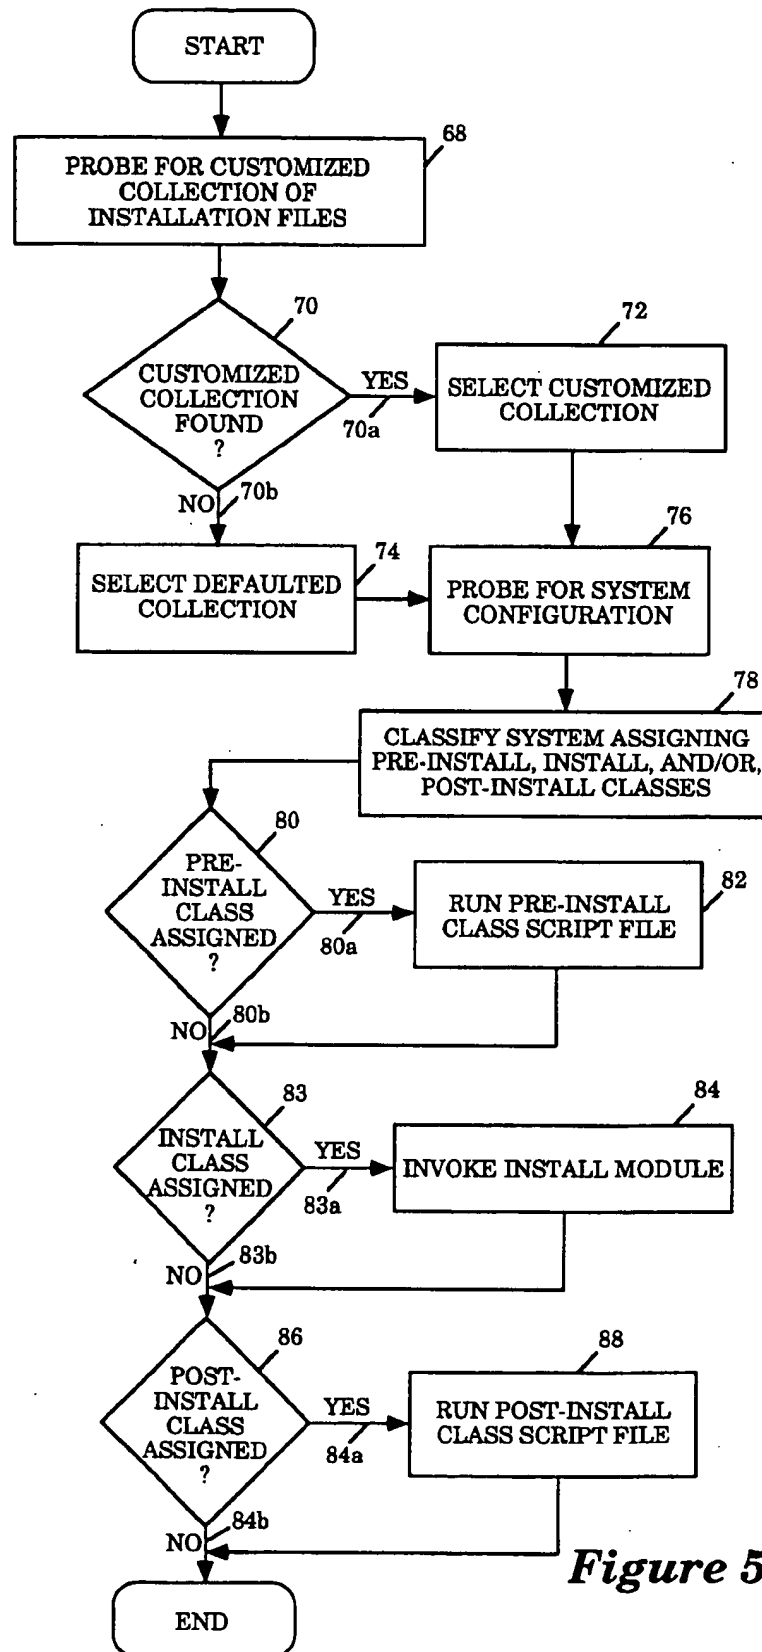 START
68
PROBE FOR CUSTOMIZED
COLLECTION OF
INSTALLATION FILES
70
CUSTOMIZED
COLLECTION
FOUND
?
YES
70a
72
SELECT CUSTOMIZED
COLLECTION
NO
70b
74
SELECT DEFAULTED
COLLECTION
76
PROBE FOR SYSTEM
CONFIGURATION
78
CLASSIFY SYSTEM ASSIGNING
PRE-INSTALL, INSTALL, AND/OR,
POST-INSTALL CLASSES
80
PRE-
INSTALL
CLASS
ASSIGNED
?
YES
80a
82
RUN PRE-INSTALL
CLASS SCRIPT FILE
NO
80b
83
INSTALL
CLASS
ASSIGNED
?
YES
83a
84
INVOKE INSTALL MODULE
NO
83b
86
POST-
INSTALL
CLASS
ASSIGNED
?
YES
84a
88
RUN POST-INSTALL
CLASS SCRIPT FILE
NO
84b
END
Figure 5